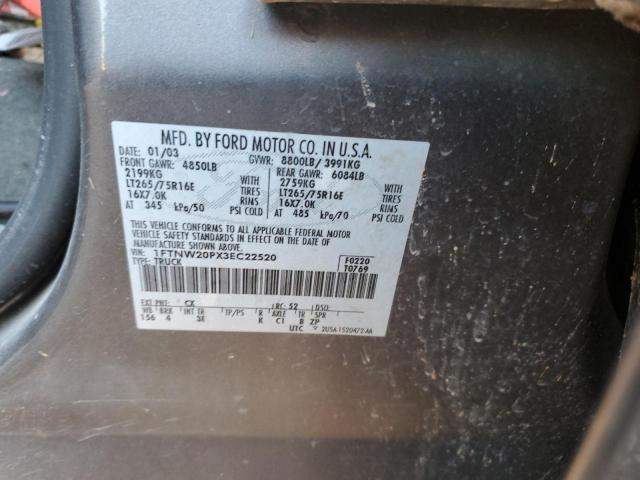 MFD. BY FORD MOTOR CO. IN U.S.A.
DATE: 01/03 GVWR: 8800LB/ 3991KG
FRONT GAWR: 4850LB REAR GAWR: 6084LB
2199KG WITH 2759KG WITH
LT265/75R16E TIRES LT265/75R16E TIRES
16X7.0K RIMS 16X7.0K RIMS
AT 345 kPa/50 PSI COLD AT 485 kPa/70 PSI COLD
THIS VEHICLE CONFORMS TO ALL APPLICABLE FEDERAL MOTOR
VEHICLE SAFETY STANDARDS IN EFFECT ON THE DATE OF
MANUFACTURE SHOWN ABOVE.
VIN: 1FTNW20PX3EC22520 F0220
TYPE: TRUCK T0769
EXT PNT: CX RC: 52 DSO:
WB BRK INT TR TP/PS R AXLE TR SPR
156 4 3E K C1 B ZP
UTC 2U5A-1520472-AA